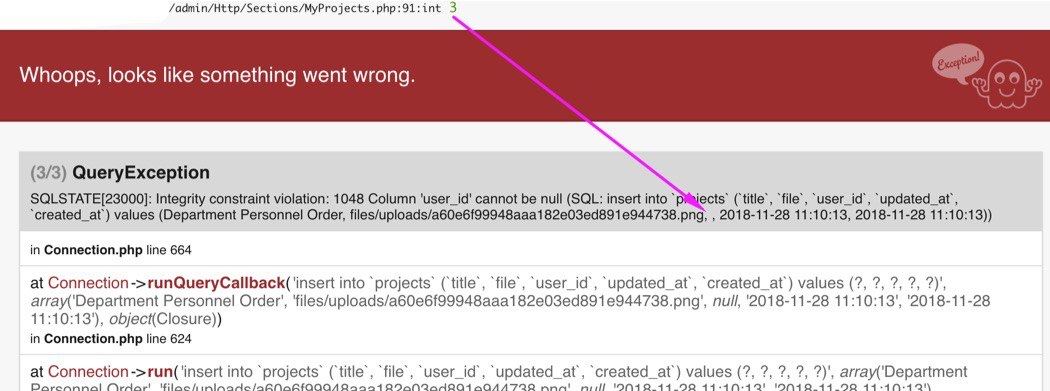 /admin/Http/Sections/MyProjects.php:91:int 3
Exception!
Whoops, looks like something went wrong.
(3/3) QueryException
SQLSTATE[23000]: Integrity constraint violation: 1048 Column 'user_id' cannot be null (SQL: insert into `projects` (`title`, `file`, `user_id`, `updated_at`,
`created_at`) values (Department Personnel Order, files/uploads/a60e6f99948aaa182e03ed891e944738.png, , 2018-11-28 11:10:13, 2018-11-28 11:10:13))
in Connection.php line 664
at Connection->runQueryCallback('insert into `projects` (`title`, `file`, `user_id`, `updated_at`, `created_at`) values (?, ?, ?, ?, ?)',
array('Department Personnel Order', 'files/uploads/a60e6f99948aaa182e03ed891e944738.png', null, '2018-11-28 11:10:13', '2018-11-28
11:10:13'), object(Closure))
in Connection.php line 624
at Connection->run('insert into `projects` (`title`, `file`, `user_id`, `updated_at`, `created_at`) values (?, ?, ?, ?, ?)', array('Department
Personnel Order', 'files/uploads/a60e6f99948aaa182e03ed891e944738.png', null, '2018-11-28 11:10:13', '2018-11-28 11:10:13')